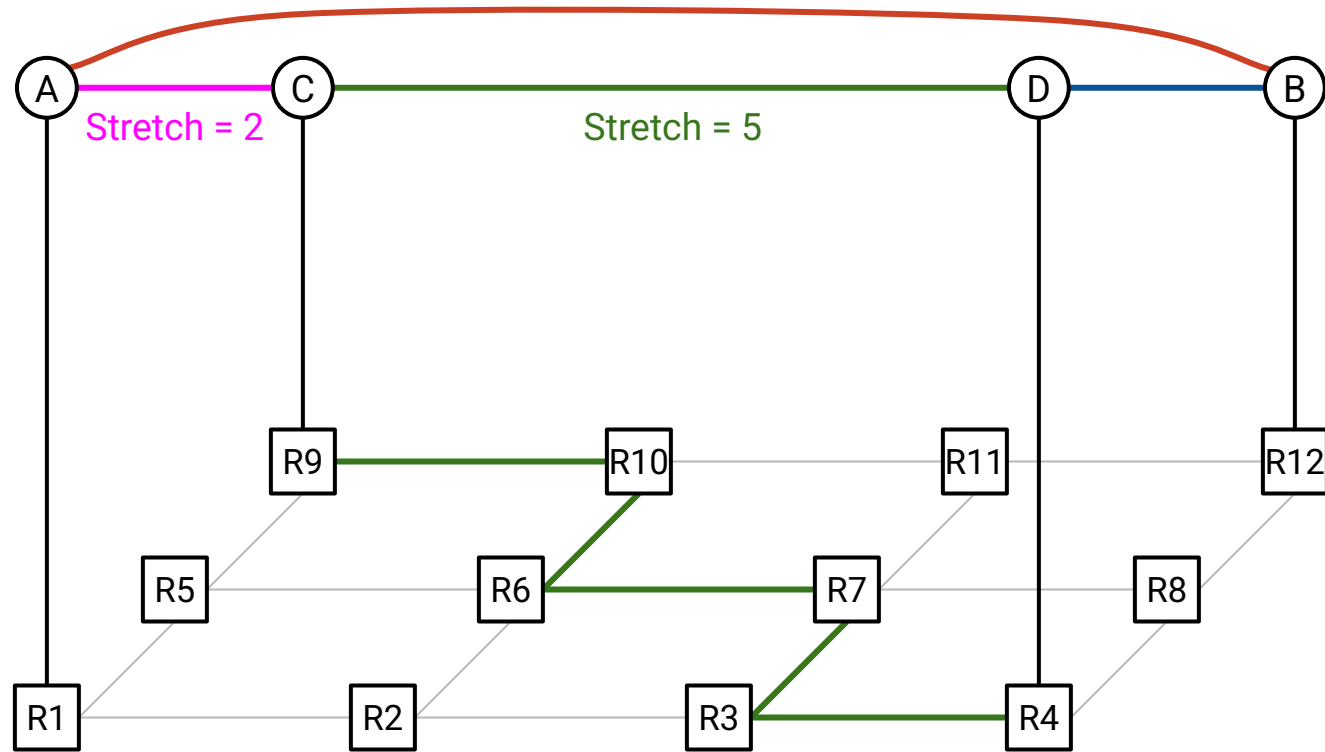 A
C
D
B
Stretch = 2
Stretch = 5
R9
R10
R11
R12
R5
R6
R7
R8
R1
R2
R3
R4